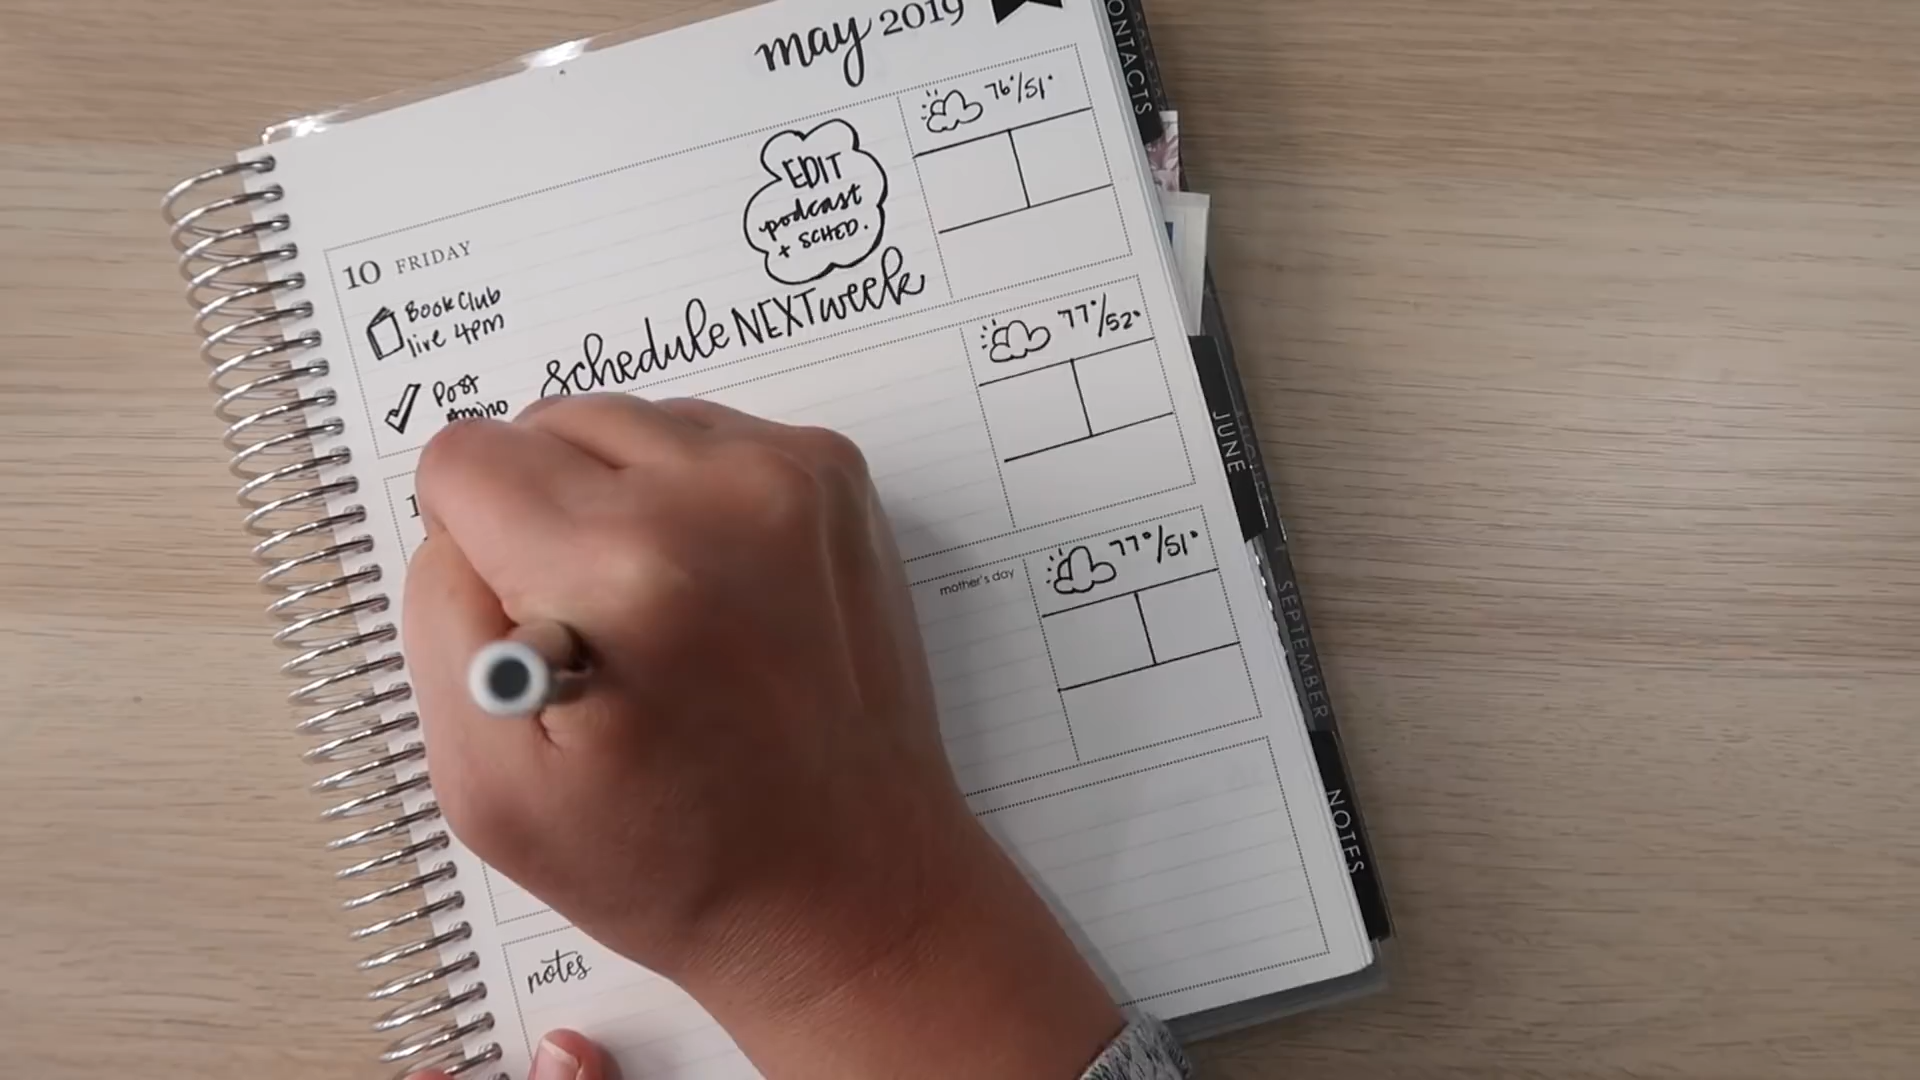 may 2019
CONTACTS
76°/51°
EDIT
podcast
+ SCHED.
10 FRIDAY
Book Club
live 4pm
schedule NEXT week
Post
Amino
77°/52°
JUNE
mother's day
77°/51°
SEPTEMBER
NOTES
notes